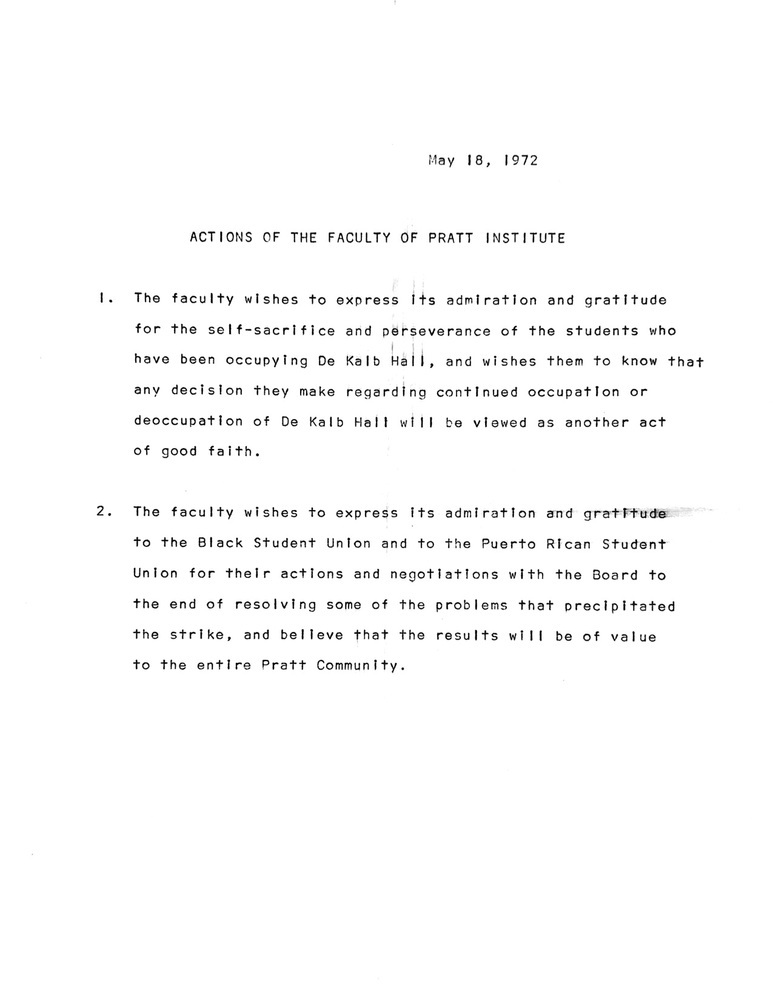 May 18, 1972
ACTIONS OF THE FACULTY OF PRATT INSTITUTE
1. The faculty wishes to express its admiration and gratitude
for the self-sacrifice and perseverance of the students who
have been occupying De Kalb Hall, and wishes them to know that
any decision they make regarding continued occupation or
deoccupation of De Kalb Hall will be viewed as another act
of good faith.
2. The faculty wishes to express its admiration and gratitude
to the Black Student Union and to the Puerto Rican Student
Union for their actions and negotiations with the Board to
the end of resolving some of the problems that precipitated
the strike, and believe that the results will be of value
to the entire Pratt Community.